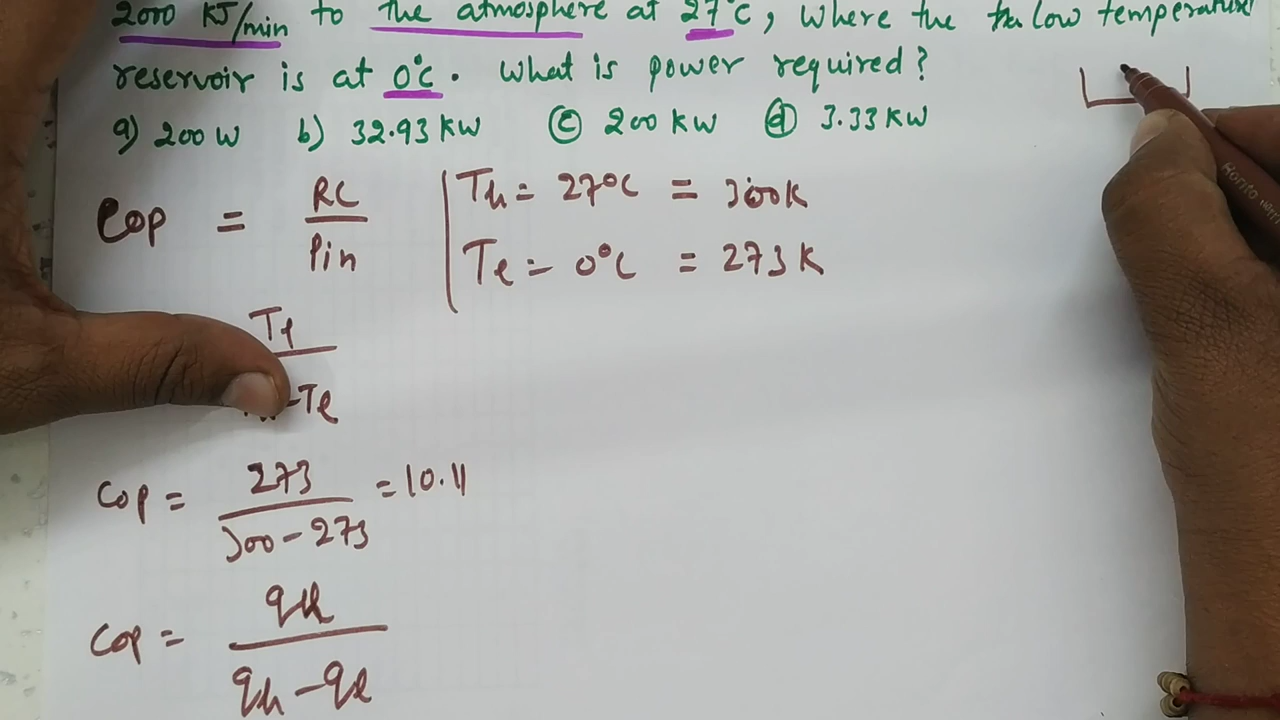 2000 KJ/min to the atmosphere at 27°C, where the low temperature
reservoir is at 0°C. What is power required?
a) 200 W b) 32.93 KW c) 200 KW d) 3.33 KW
Cop = RC / Pin
Th = 27°C = 300K
Tl = 0°C = 273 K
Tl / -Tl
Cop = 273 / 300 - 273 = 10.11
Cop = qh / qh - ql